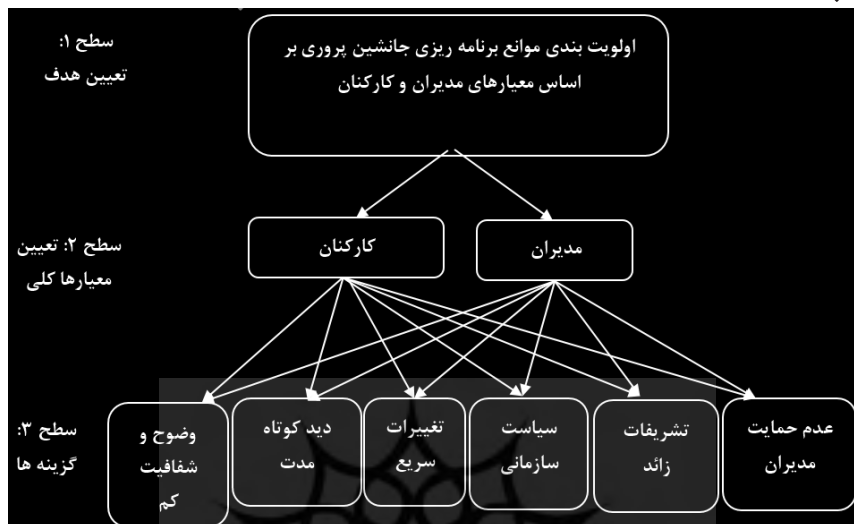 سطح ۱:
تعیین هدف
اولویت بندی موانع برنامه ریزی جانشین پروری بر
اساس معیارهای مدیران و کارکنان
سطح ۲: تعیین
معیارها کلی
مدیران
کارکنان
سطح ۳:
گزینه ها
عدم حمایت
مدیران
تشریفات
زائد
سیاست
سازمانی
تغییرات
سریع
دید کوتاه
مدت
وضوح و
شفافیت
کم